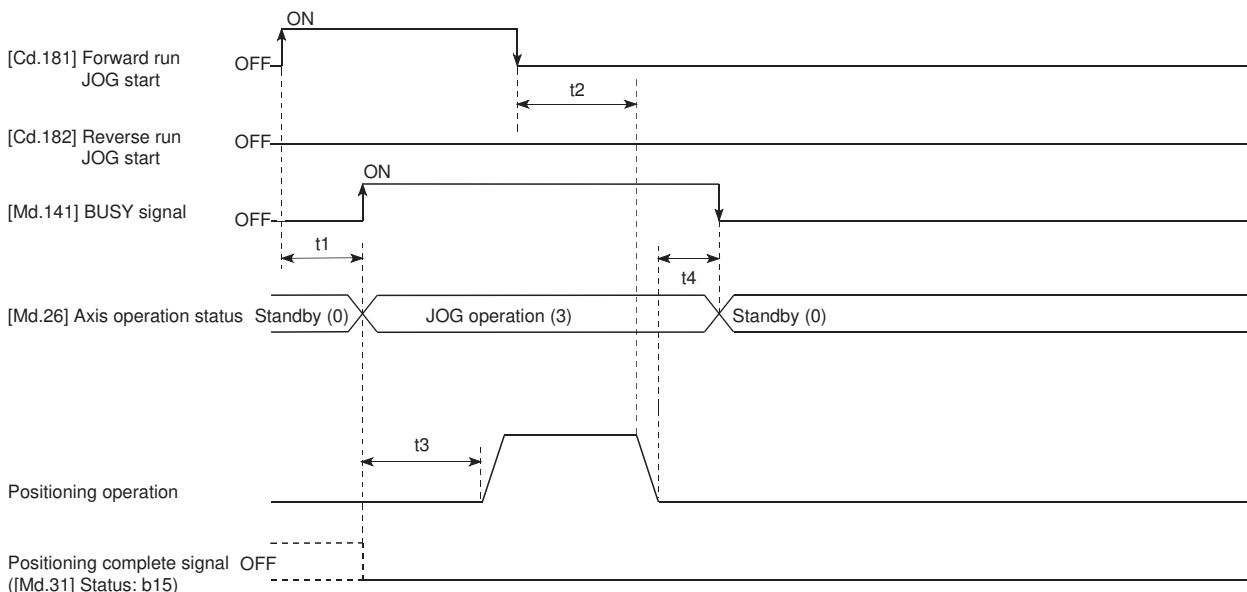 ON
[Cd.181] Forward run
JOG start
OFF
t2
[Cd.182] Reverse run
JOG start
OFF
ON
[Md.141] BUSY signal
OFF
t1
t4
[Md.26] Axis operation status
Standby (0)
JOG operation (3)
Standby (0)
t3
Positioning operation
Positioning complete signal
OFF
([Md.31] Status: b15)